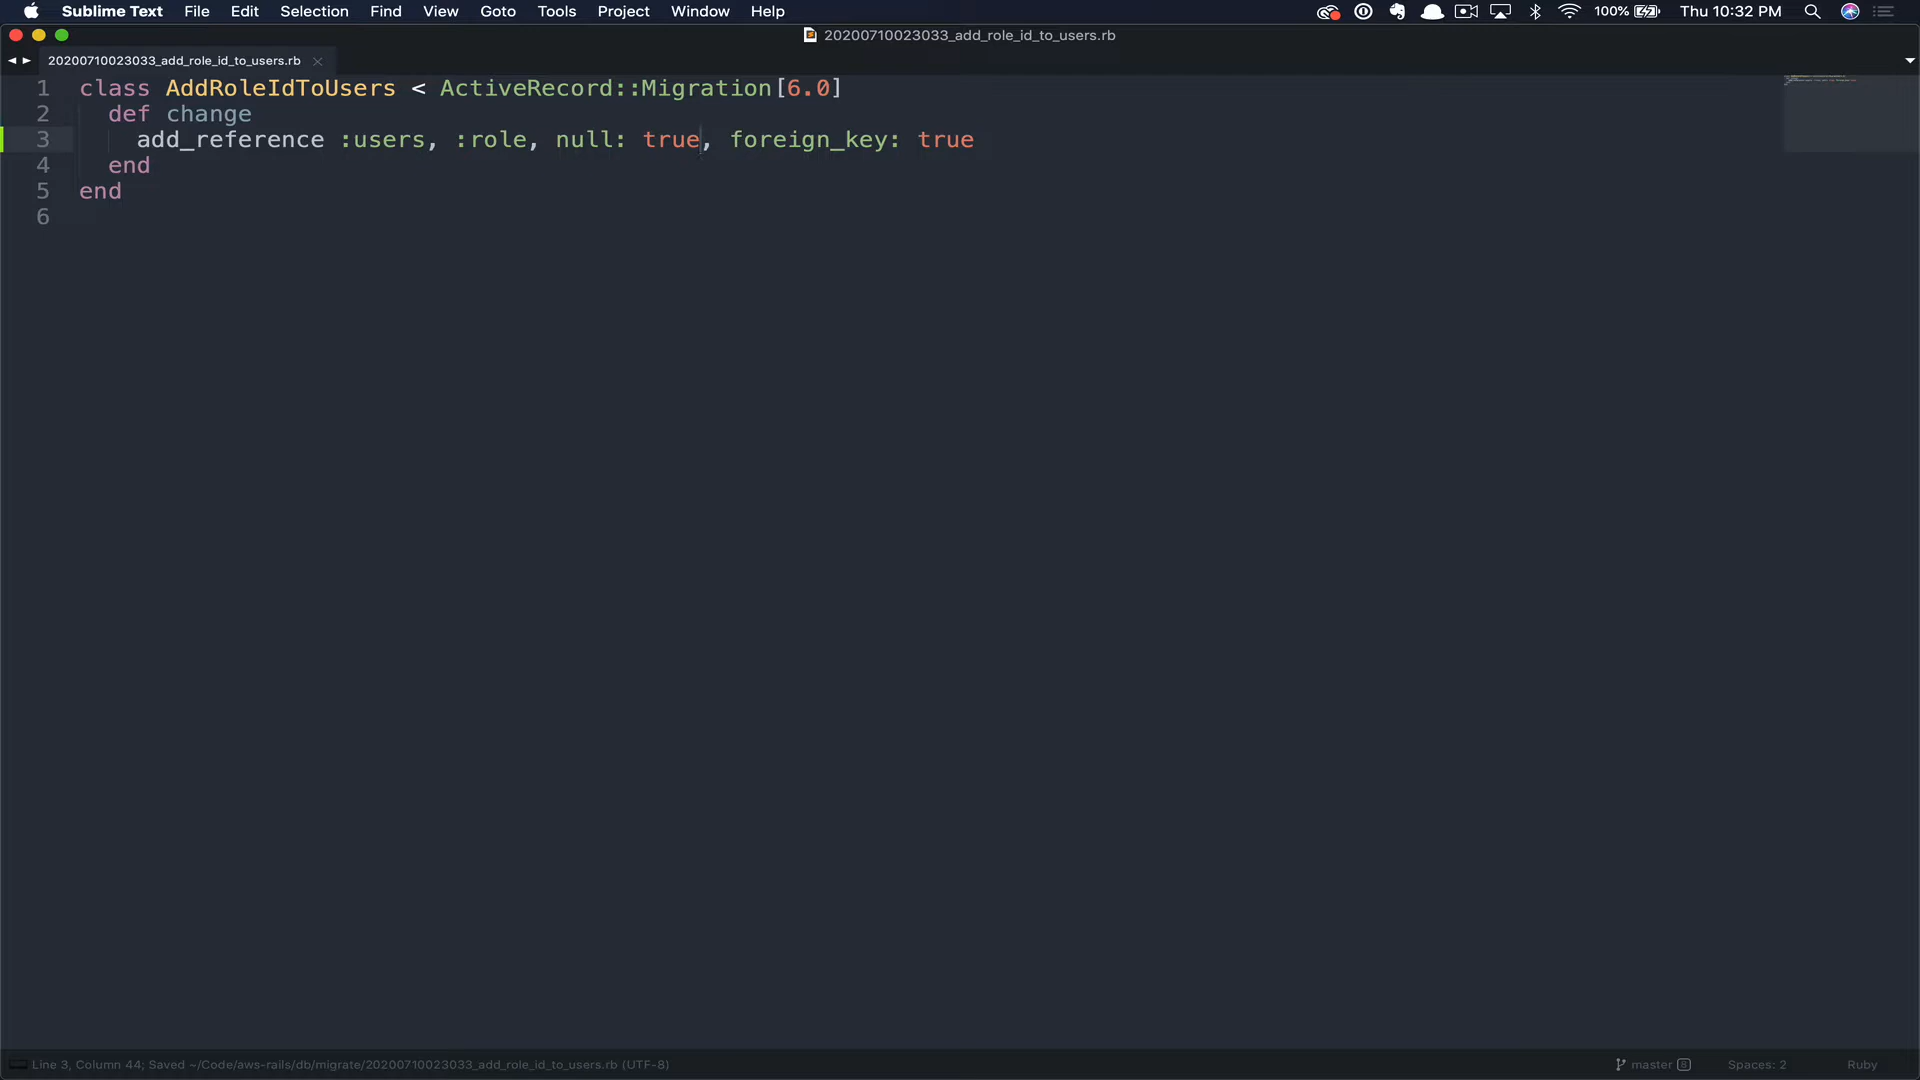 Sublime Text File Edit Selection Find View Goto Tools Project Window Help 100% Thu 10:32 PM
20200710023033_add_role_id_to_users.rb
20200710023033_add_role_id_to_users.rb
1 class AddRoleIdToUsers < ActiveRecord::Migration[6.0]
2 def change
3 add_reference :users, :role, null: true, foreign_key: true
4 end
5 end
6
Line 3, Column 44; Saved ~/Code/aws-rails/db/migrate/20200710023033_add_role_id_to_users.rb (UTF-8) master 8 Spaces: 2 Ruby